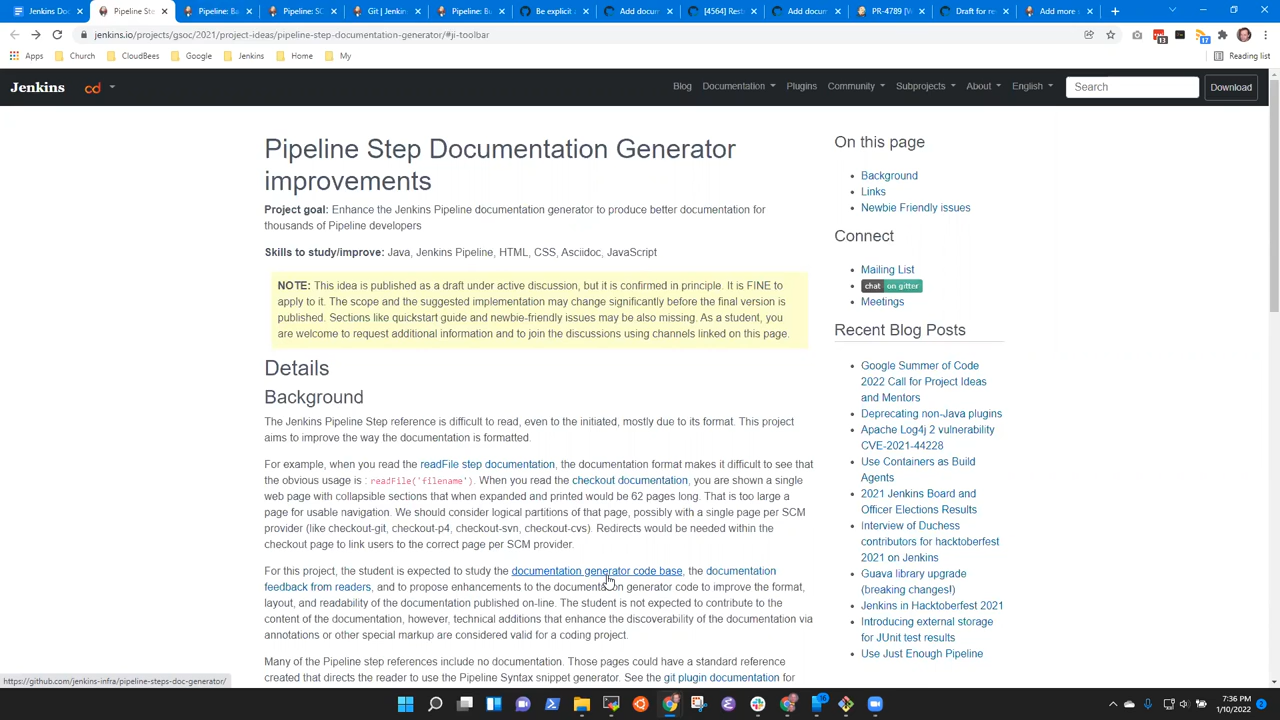 Jenkins Doc
Pipeline Ste
Pipeline: Ba
Pipeline: SC
Git | Jenkins
Pipeline: Bu
Be explicit
Add docum
[4564] Resta
Add docum
PR-4789 [W
Draft for re
Add more
jenkins.io/projects/gsoc/2021/project-ideas/pipeline-step-documentation-generator/#ji-toolbar
Apps
Church
CloudBees
Google
Jenkins
Home
My
Reading list
Jenkins
cd
Blog
Documentation
Plugins
Community
Subprojects
About
English
Search
Download
Pipeline Step Documentation Generator
improvements
Project goal: Enhance the Jenkins Pipeline documentation generator to produce better documentation for
thousands of Pipeline developers
Skills to study/improve: Java, Jenkins Pipeline, HTML, CSS, Asciidoc, JavaScript
NOTE: This idea is published as a draft under active discussion, but it is confirmed in principle. It is FINE to
apply to it. The scope and the suggested implementation may change significantly before the final version is
published. Sections like quickstart guide and newbie-friendly issues may be also missing. As a student, you
are welcome to request additional information and to join the discussions using channels linked on this page.
Details
Background
The Jenkins Pipeline Step reference is difficult to read, even to the initiated, mostly due to its format. This project
aims to improve the way the documentation is formatted.
For example, when you read the readFile step documentation, the documentation format makes it difficult to see that
the obvious usage is : readFile('filename'). When you read the checkout documentation, you are shown a single
web page with collapsible sections that when expanded and printed would be 62 pages long. That is too large a
page for usable navigation. We should consider logical partitions of that page, possibly with a single page per SCM
provider (like checkout-git, checkout-p4, checkout-svn, checkout-cvs). Redirects would be needed within the
checkout page to link users to the correct page per SCM provider.
For this project, the student is expected to study the documentation generator code base, the documentation
feedback from readers, and to propose enhancements to the documentation generator code to improve the format,
layout, and readability of the documentation published on-line. The student is not expected to contribute to the
content of the documentation, however, technical additions that enhance the discoverability of the documentation via
annotations or other special markup are considered valid for a coding project.
Many of the Pipeline step references include no documentation. Those pages could have a standard reference
created that directs the reader to use the Pipeline Syntax snippet generator. See the git plugin documentation for
On this page
Background
Links
Newbie Friendly issues
Connect
Mailing List
chat on gitter
Meetings
Recent Blog Posts
Google Summer of Code
2022 Call for Project Ideas
and Mentors
Deprecating non-Java plugins
Apache Log4j 2 vulnerability
CVE-2021-44228
Use Containers as Build
Agents
2021 Jenkins Board and
Officer Elections Results
Interview of Duchess
contributors for hacktoberfest
2021 on Jenkins
Guava library upgrade
(breaking changes!)
Jenkins in Hacktoberfest 2021
Introducing external storage
for JUnit test results
Use Just Enough Pipeline
https://github.com/jenkins-infra/pipeline-steps-doc-generator/
7:36 PM
1/10/2022